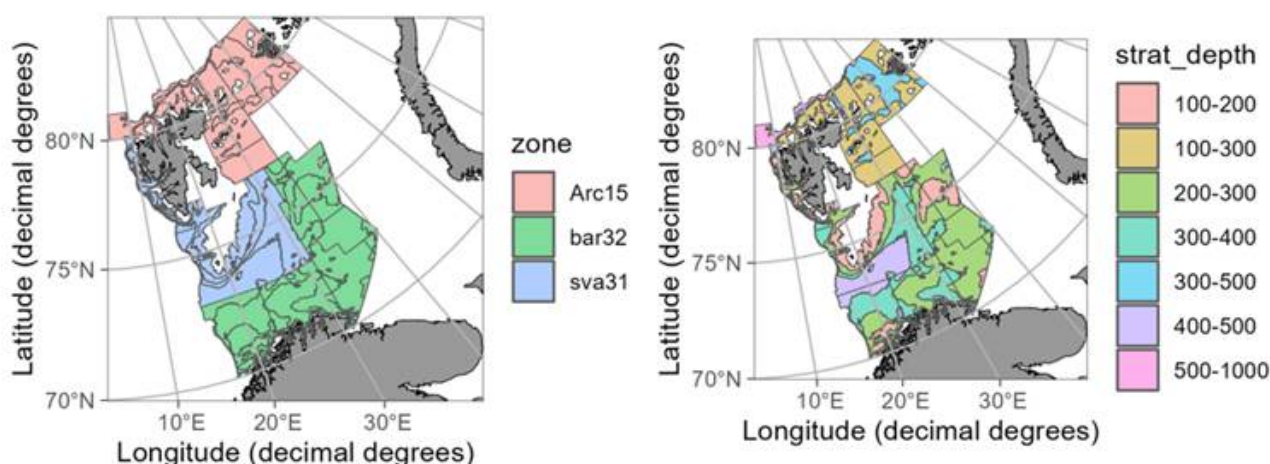 Latitude (decimal degrees)
80°N
75°N
70°N
10°E 20°E 30°E
Longitude (decimal degrees)
zone
Arc15
bar32
sva31
Latitude (decimal degrees)
80°N
75°N
70°N
10°E 20°E 30°E
Longitude (decimal degrees)
strat_depth
100-200
100-300
200-300
300-400
300-500
400-500
500-1000